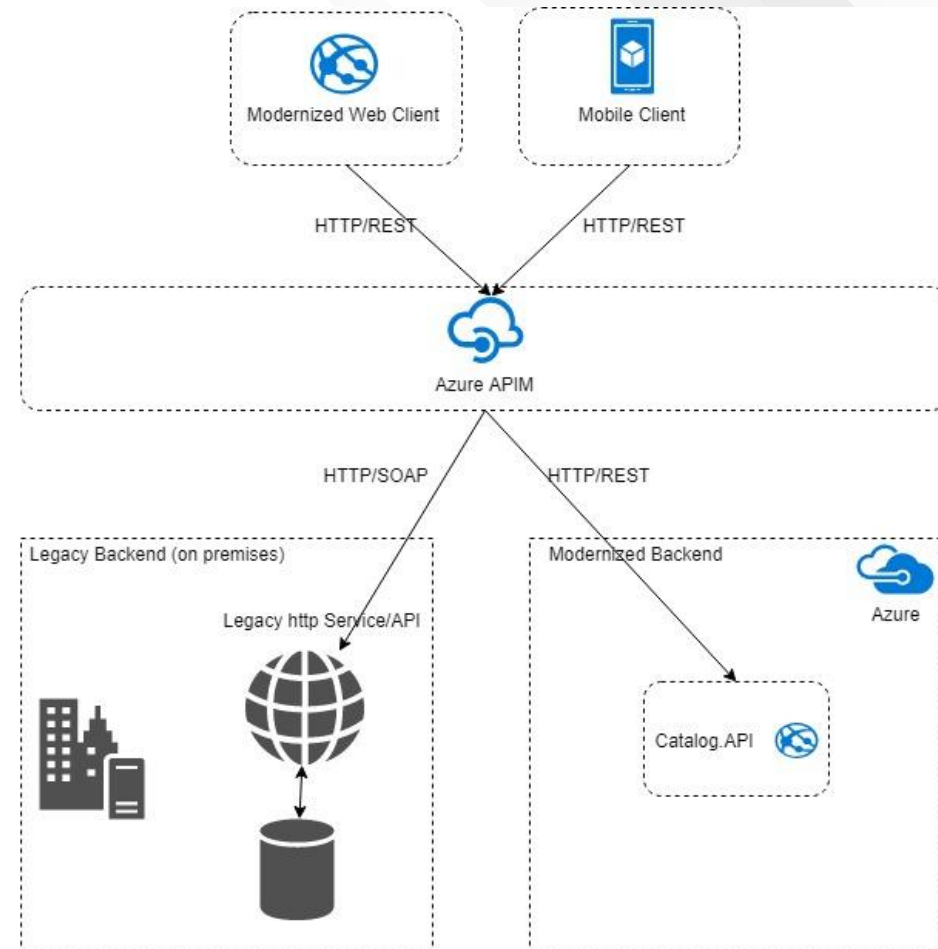 Modernized Web Client
Mobile Client
HTTP/REST
HTTP/REST
Azure APIM
HTTP/SOAP
HTTP/REST
Legacy Backend (on premises)
Modernized Backend
Azure
Legacy http Service/API
Catalog.API